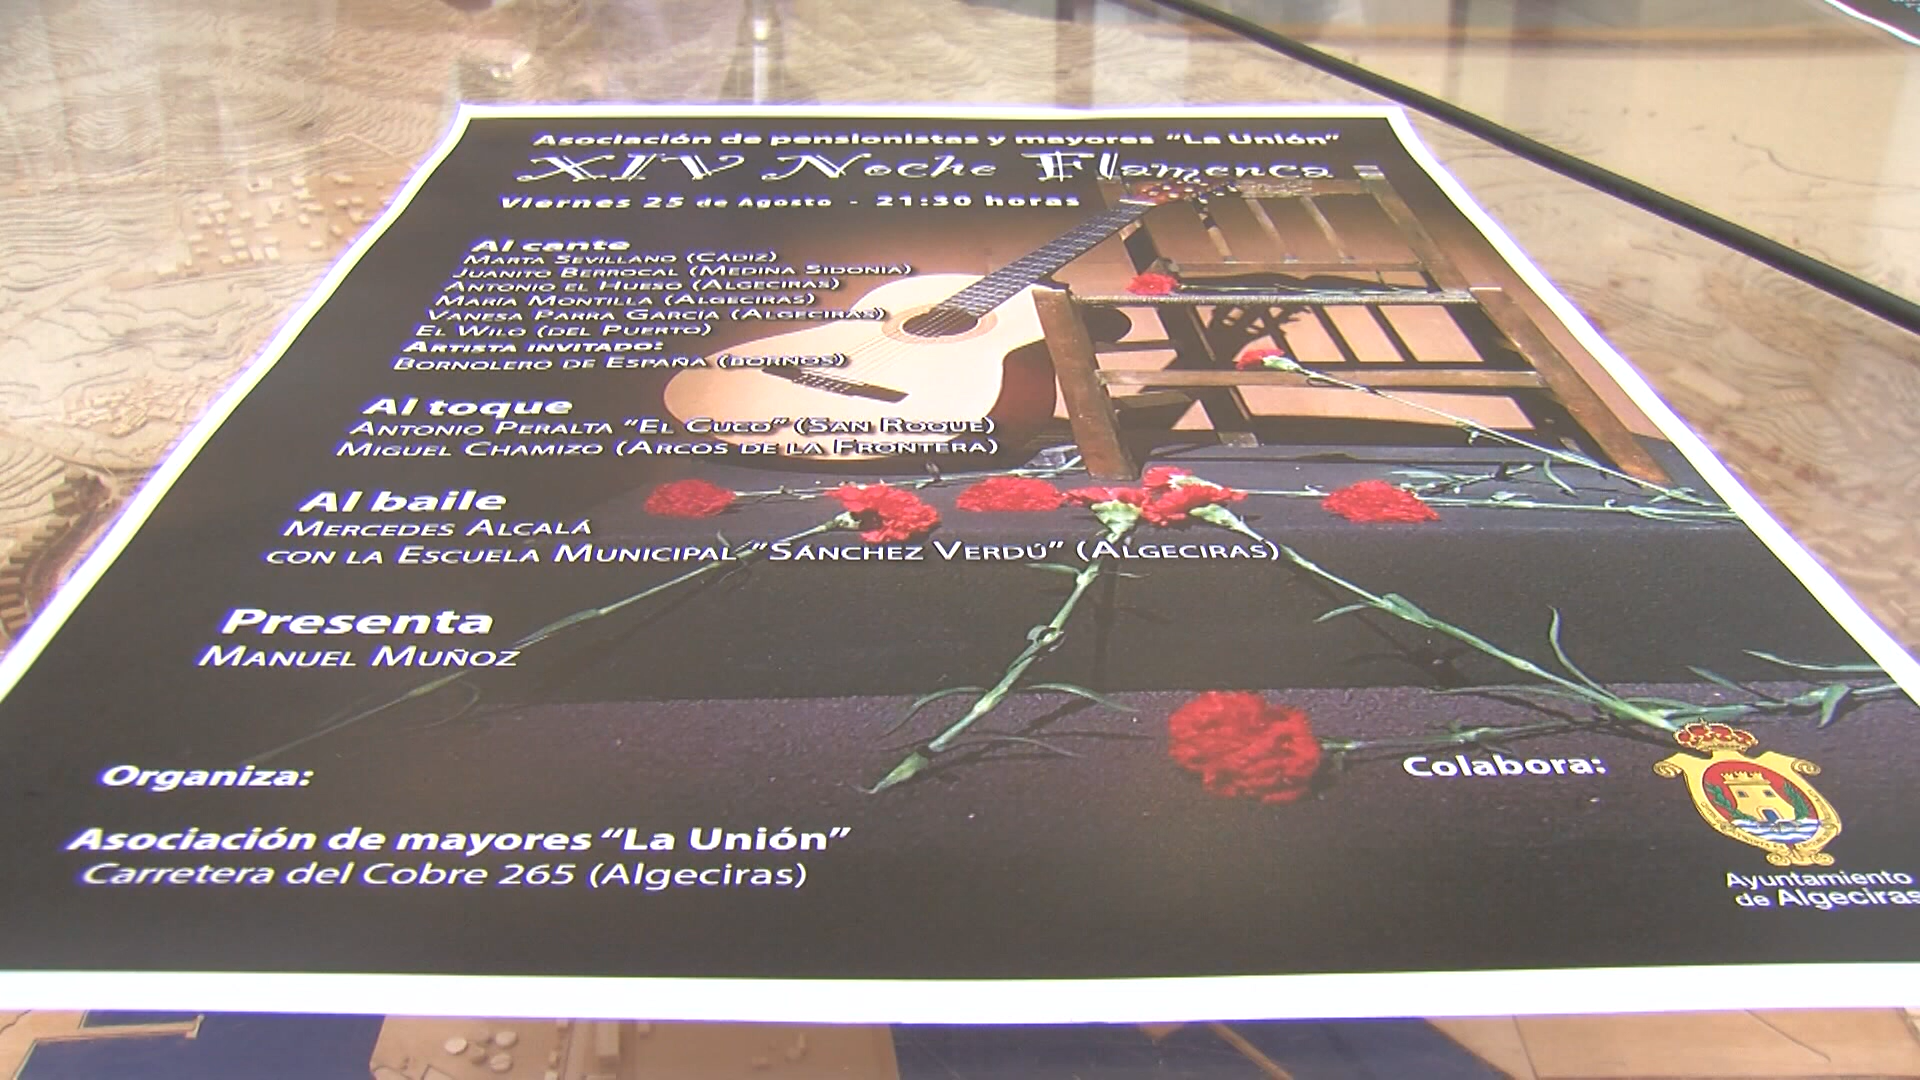 Asociación de pensionistas y mayores “La Unión”
XIV Noche Flamenca
Viernes 25 de Agosto - 21:30 horas
Al cante
Marta Sevillano (Cádiz)
Juanito Berrocal (Medina Sidonia)
Antonio el Hueso (Algeciras)
María Montilla (Algeciras)
Vanesa Parra García (Algeciras)
El Wilo (del Puerto)
Artista invitado:
Bornolero de España (Bornos)
Al toque
Antonio Peralta “El Cuco” (San Roque)
Miguel Chamizo (Arcos de la Frontera)
Al baile
Mercedes Alcalá
con la Escuela Municipal “Sánchez Verdú” (Algeciras)
Presenta
Manuel Muñoz
Organiza:
Asociación de mayores “La Unión”
Carretera del Cobre 265 (Algeciras)
Colabora:
Ayuntamiento
de Algeciras